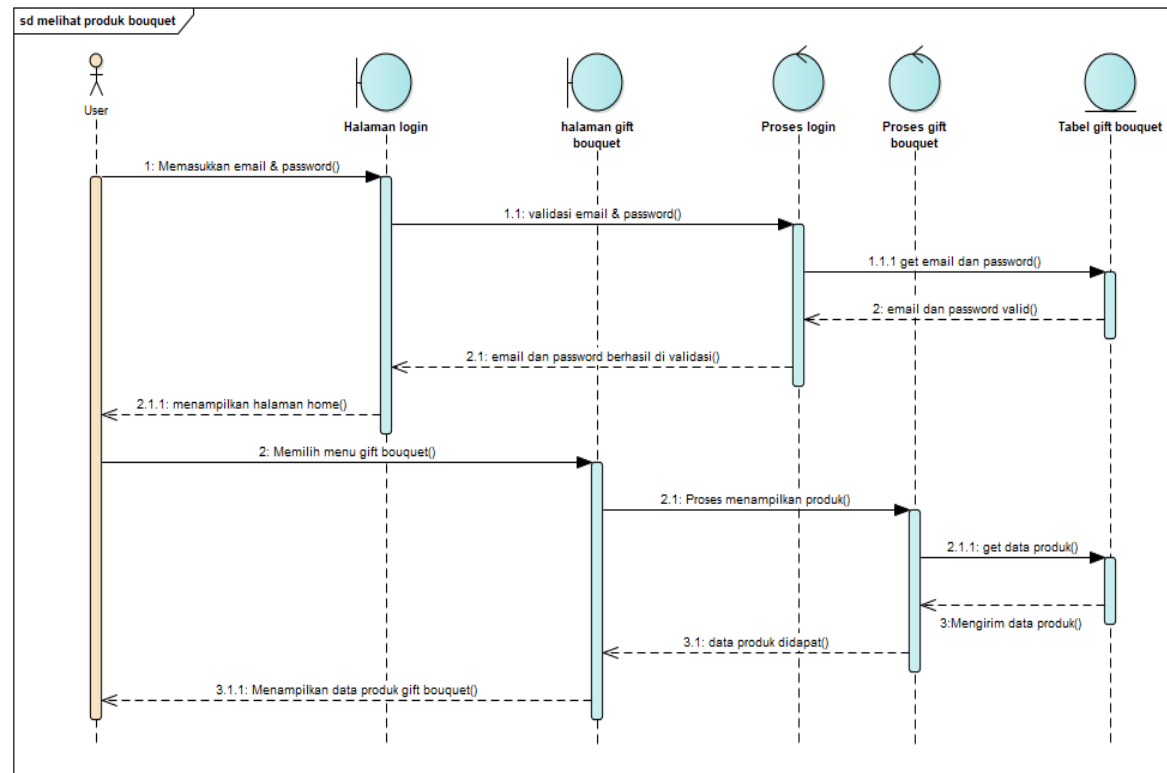 sd melihat produk bouquet
User
Halaman login
halaman gift
bouquet
Proses login
Proses gift
bouquet
Tabel gift bouquet
1: Memasukkan email & password()
1.1: validasi email & password()
1.1.1 get email dan password()
2: email dan password valid()
2.1: email dan password berhasil di validasi()
2.1.1: menampilkan halaman home()
2: Memilih menu gift bouquet()
2.1: Proses menampilkan produk()
2.1.1: get data produk()
3:Mengirim data produk()
3.1: data produk didapat()
3.1.1: Menampilkan data produk gift bouquet()